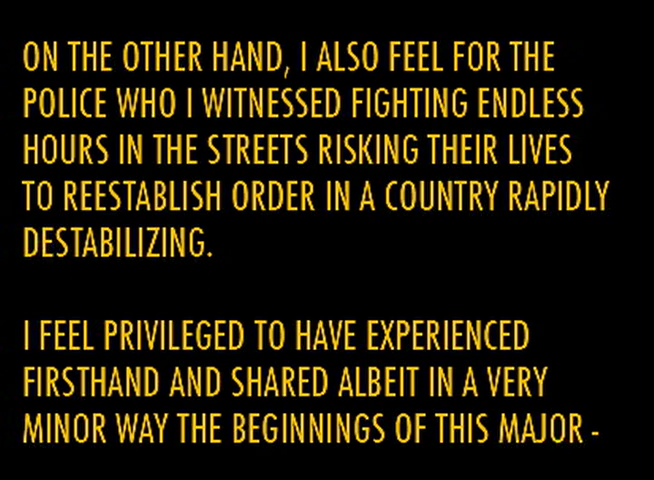 ON THE OTHER HAND, I ALSO FEEL FOR THE
POLICE WHO I WITNESSED FIGHTING ENDLESS
HOURS IN THE STREETS RISKING THEIR LIVES
TO REESTABLISH ORDER IN A COUNTRY RAPIDLY
DESTABILIZING.
I FEEL PRIVILEGED TO HAVE EXPERIENCED
FIRSTHAND AND SHARED ALBEIT IN A VERY
MINOR WAY THE BEGINNINGS OF THIS MAJOR -